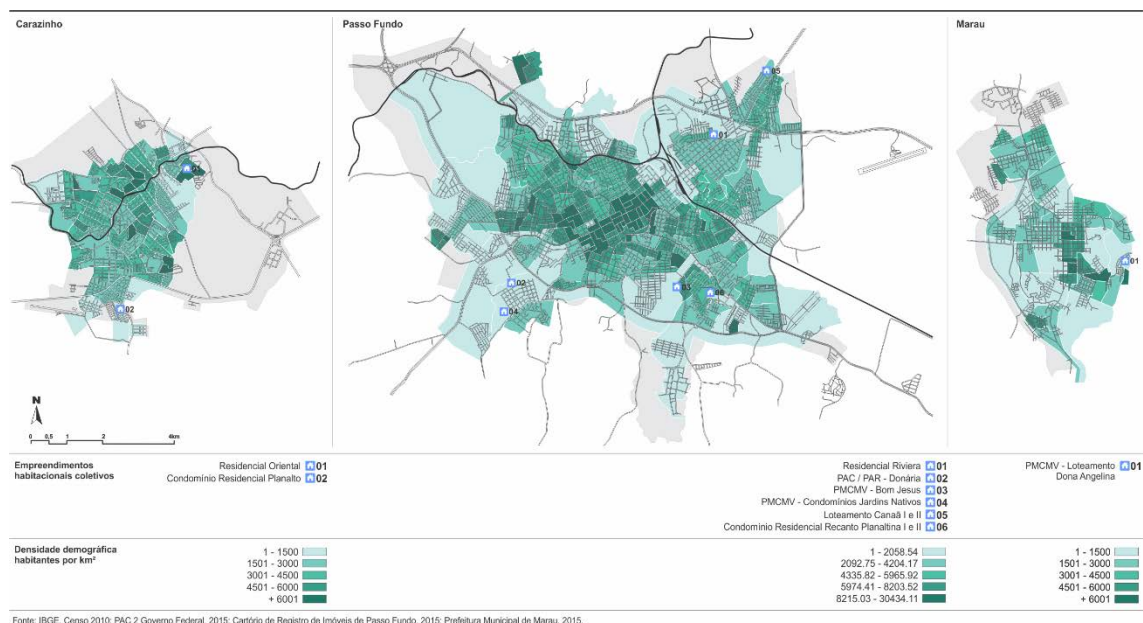 Carazinho
Passo Fundo
Marau
05
01
01
02
03
06
04
02
01
N
0 0,5 1 2 4km
Empreendimentos
habitacionais coletivos
Residencial Oriental 01
Condomínio Residencial Planalto 02
Residencial Riviera 01
PAC / PAR - Donária 02
PMCMV - Bom Jesus 03
PMCMV - Condomínios Jardins Nativos 04
Loteamento Canaã I e II 05
Condomínio Residencial Recanto Planaltina I e II 06
PMCMV - Loteamento 01
Dona Angelina
Densidade demográfica
habitantes por km²
1 - 1500
1501 - 3000
3001 - 4500
4501 - 6000
+ 6001
1 - 2058.54
2092.75 - 4204.17
4335.82 - 5965.92
5974.41 - 8203.52
8215.03 - 30434.11
1 - 1500
1501 - 3000
3001 - 4500
4501 - 6000
+ 6001
Fonte: IBGE, Censo 2010; PAC 2 Governo Federal, 2015; Cartório de Registro de Imóveis de Passo Fundo, 2015; Prefeitura Municipal de Marau, 2015